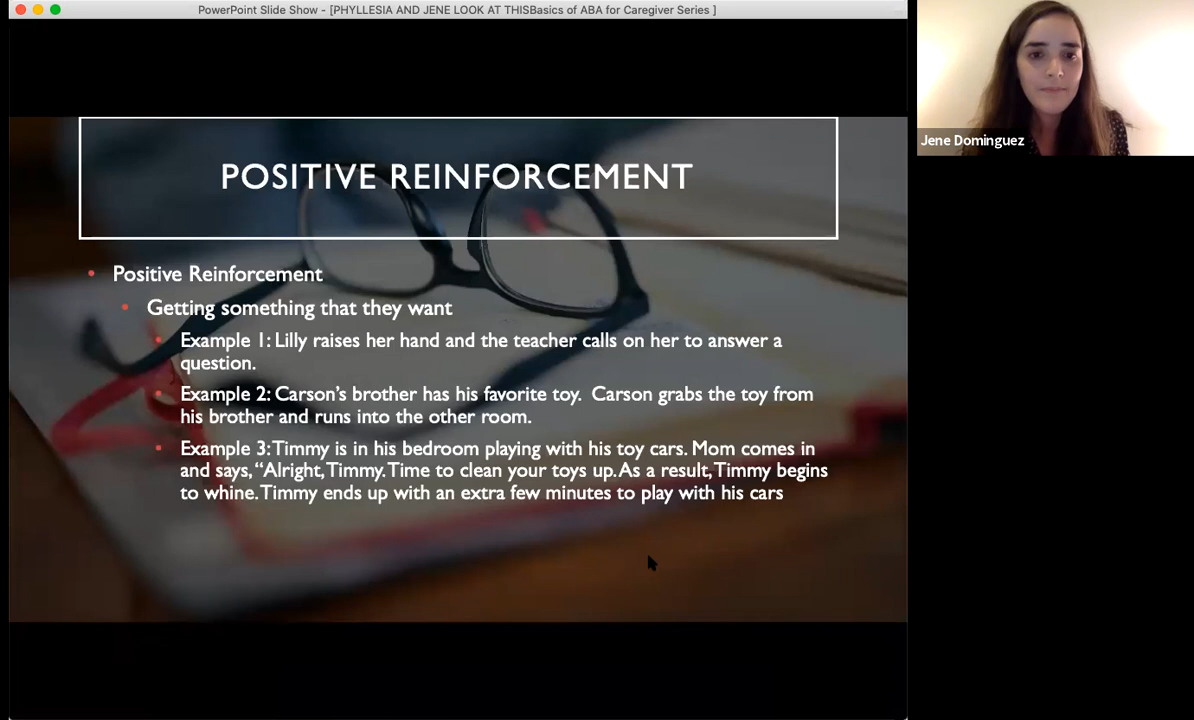 PowerPoint Slide Show - [PHYLLESIA AND JENE LOOK AT THISBasics of ABA for Caregiver Series ]
Jene Dominguez
POSITIVE REINFORCEMENT
• Positive Reinforcement
• Getting something that they want
• Example 1: Lilly raises her hand and the teacher calls on her to answer a
question.
• Example 2: Carson's brother has his favorite toy.  Carson grabs the toy from
his brother and runs into the other room.
• Example 3: Timmy is in his bedroom playing with his toy cars. Mom comes in
and says, “Alright, Timmy. Time to clean your toys up. As a result, Timmy begins
to whine. Timmy ends up with an extra few minutes to play with his cars